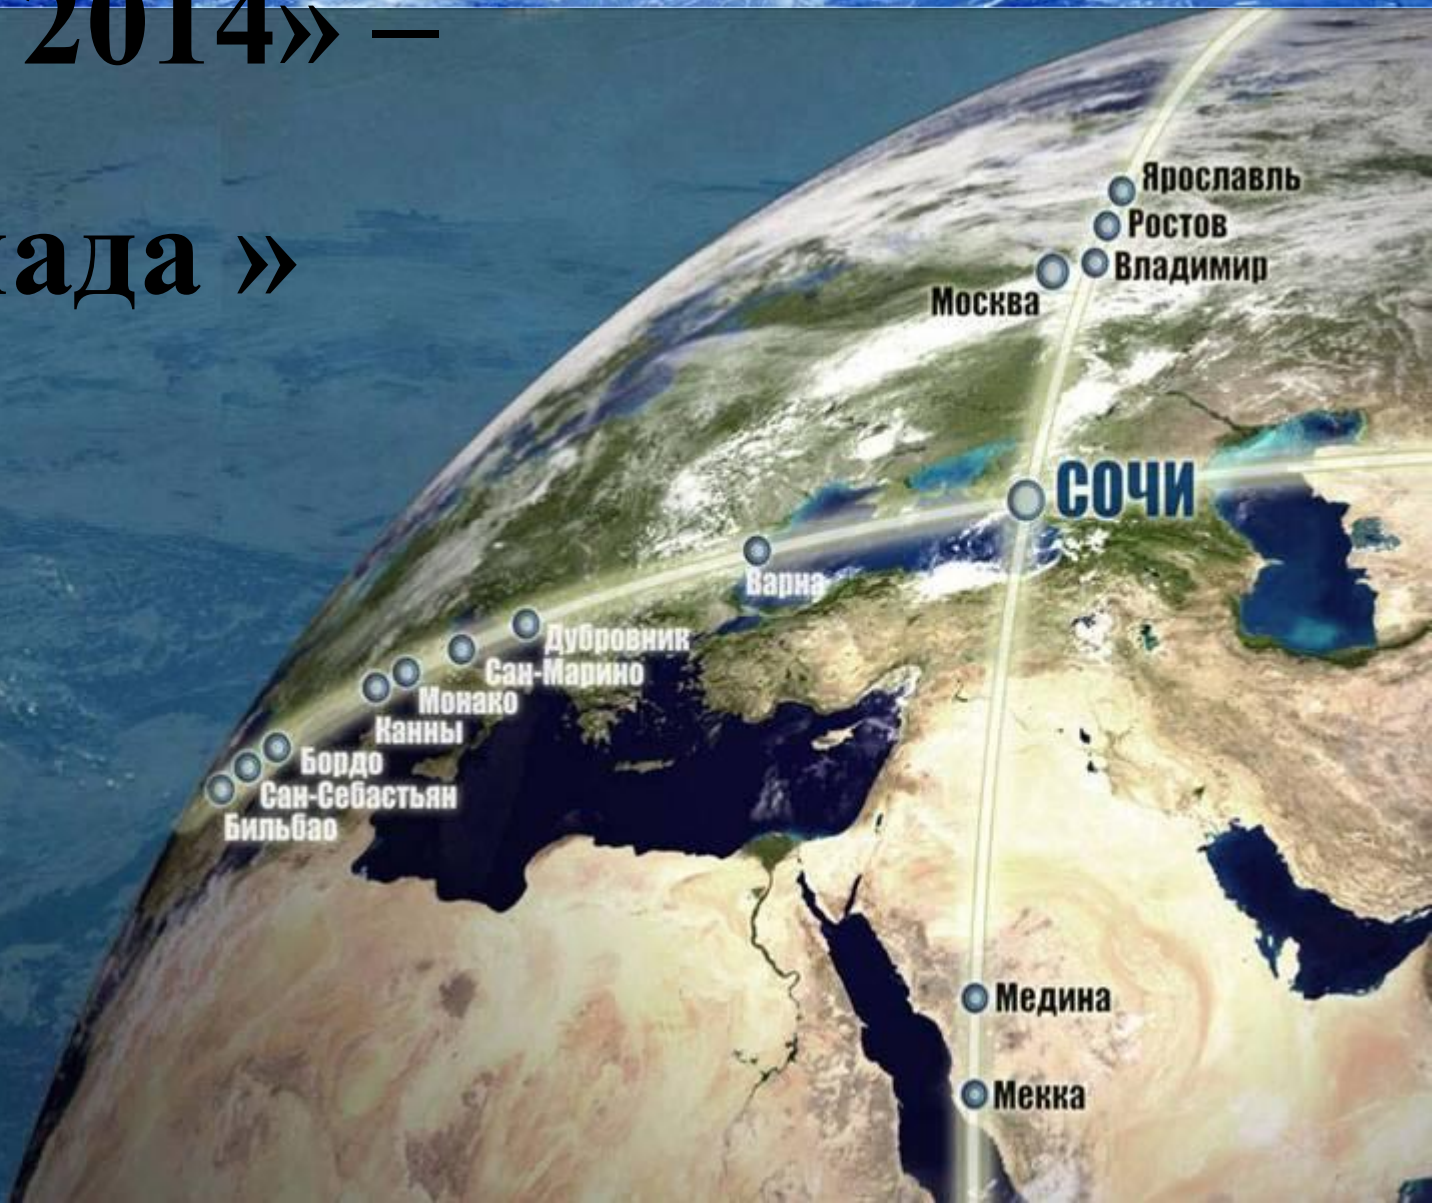 2014» –
ада »
Ярославль
Ростов
Владимир
Москва
СОЧИ
Варна
Дубровник
Сан-Марино
Монако
Канны
Бордо
Сан-Себастьян
Бильбао
Медина
Мекка